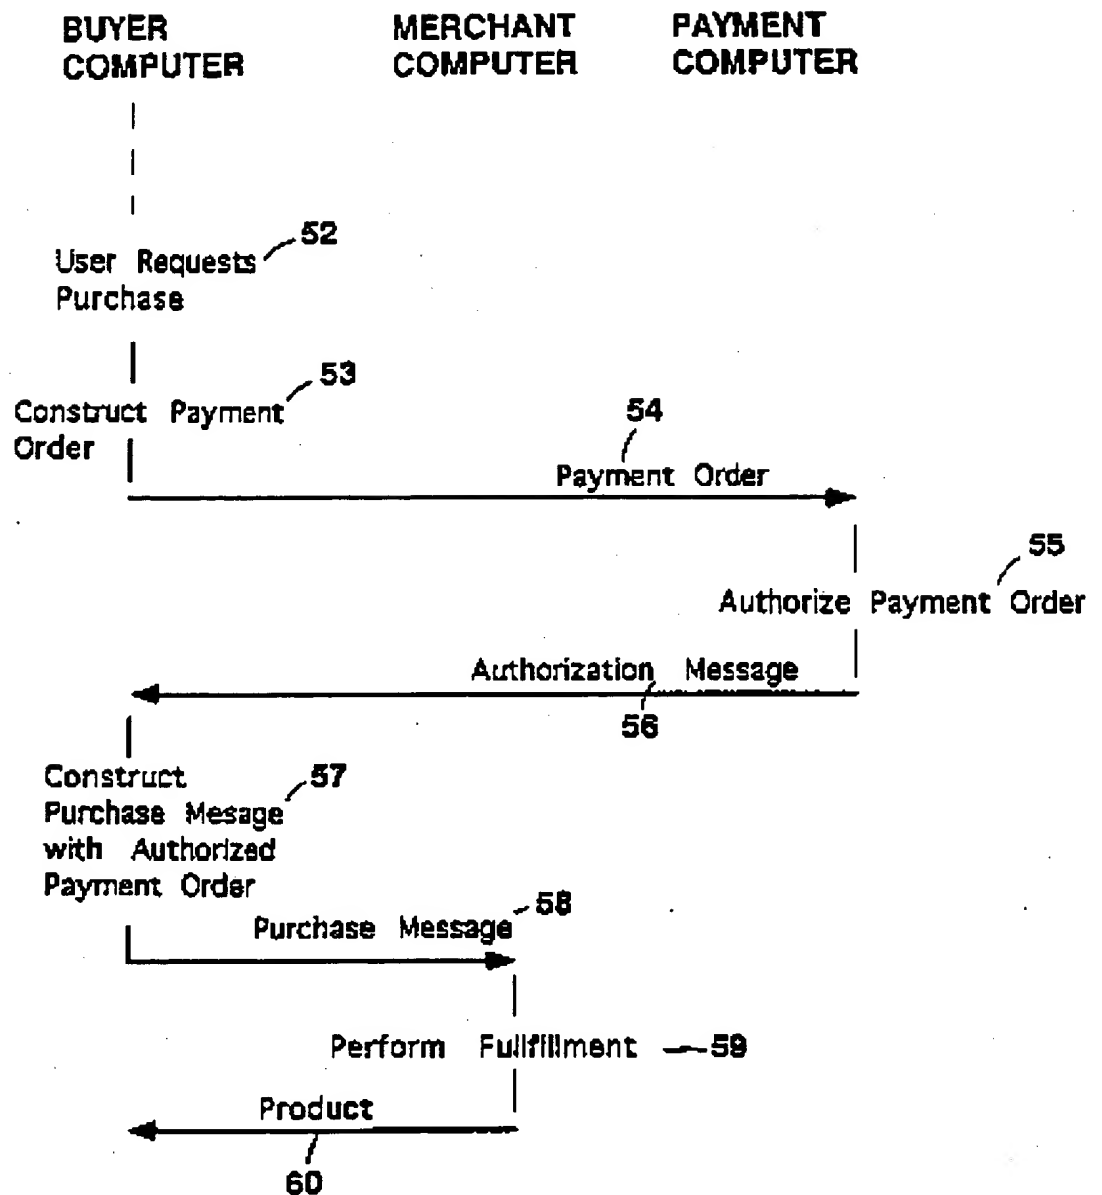 BUYER COMPUTER
MERCHANT COMPUTER
PAYMENT COMPUTER
52
User Requests
Purchase
53
Construct Payment
Order
54
Payment Order
55
Authorize Payment Order
Authorization Message
56
Construct
57
Purchase Mesage
with Authorized
Payment Order
58
Purchase Message
Perform Fullfillment 59
Product
60